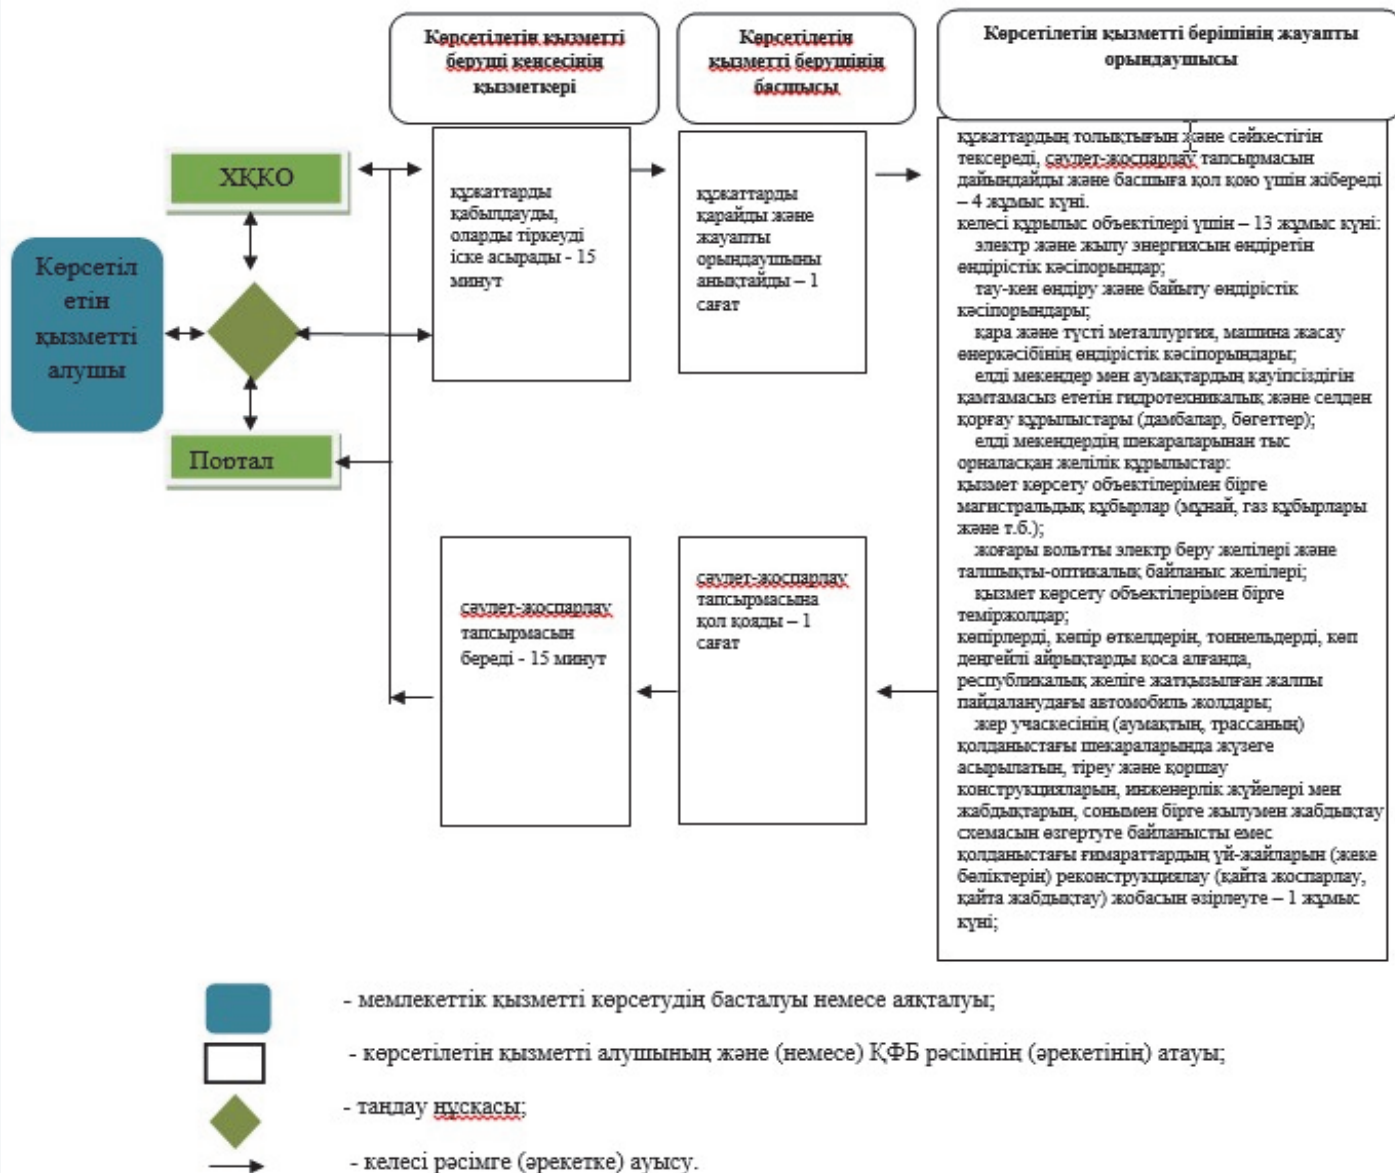 Көрсетілетін қызметті
беруші кеңсесінің
қызметкері
Көрсетілетін
қызметті берушінің
басшысы
Көрсетілетін қызметті берішінің жауапты
орындаушысы
ХҚКО
Көрсетіл
етін
қызметті
алушы
Портал
құжаттарды
қабылдауды,
оларды тіркеуді
іске асырады - 15
минут
құжаттарды
қарайды және
жауапты
орындаушыны
анықтайды – 1
сағат
құжаттардың толықтығын және сәйкестігін
тексереді, сәулет-жоспарлау тапсырмасын
дайындайды және басшыға қол қою үшін жібереді
– 4 жұмыс күні.
келесі құрылыс объектілері үшін – 13 жұмыс күні:
электр және жылу энергиясын өндіретін
өндірістік кәсіпорындар;
тау-кен өндіру және байыту өндірістік
кәсіпорындары;
қара және түсті металлургия, машина жасау
өнеркәсібінің өндірістік кәсіпорындары;
елді мекендер мен аумақтардың қауіпсіздігін
қамтамасыз ететін гидротехникалық және селден
қорғау құрылыстары (дамбалар, бөгеттер);
елді мекендердің шекараларынан тыс
орналасқан желілік құрылыстар:
қызмет көрсету объектілерімен бірге
магистральдық құбырлар (мұнай, газ құбырлары
және т.б.);
жоғары вольтты электр беру желілері және
талшықты-оптикалық байланыс желілері;
қызмет көрсету объектілерімен бірге
теміржолдар;
көпірлерді, көпір өткелдерін, тоннельдерді, көп
деңгейлі айрықтарды қоса алғанда,
республикалық желіге жатқызылған жалпы
пайдаланудағы автомобиль жолдары;
жер учаскесінің (аумақтың, трассаның)
қолданыстағы шекараларында жүзеге
асырылатын, тіреу және қоршау
конструкцияларын, инженерлік жүйелері мен
жабдықтарын, сонымен бірге жылумен жабдықтау
схемасын өзгертуге байланысты емес
қолданыстағы ғимараттардың үй-жайларын (жеке
бөліктерін) реконструкциялау (қайта жоспарлау,
қайта жабдықтау) жобасын әзірлеуге – 1 жұмыс
күні;
сәулет-жоспарлау
тапсырмасын
береді - 15 минут
сәулет-жоспарлау
тапсырмасына
қол қояды – 1
сағат
- мемлекеттік қызметті көрсетудің басталуы немесе аяқталуы;
- көрсетілетін қызметті алушының және (немесе) ҚФБ рәсімінің (әрекетінің) атауы;
- таңдау нұсқасы;
- келесі рәсімге (әрекетке) ауысу.